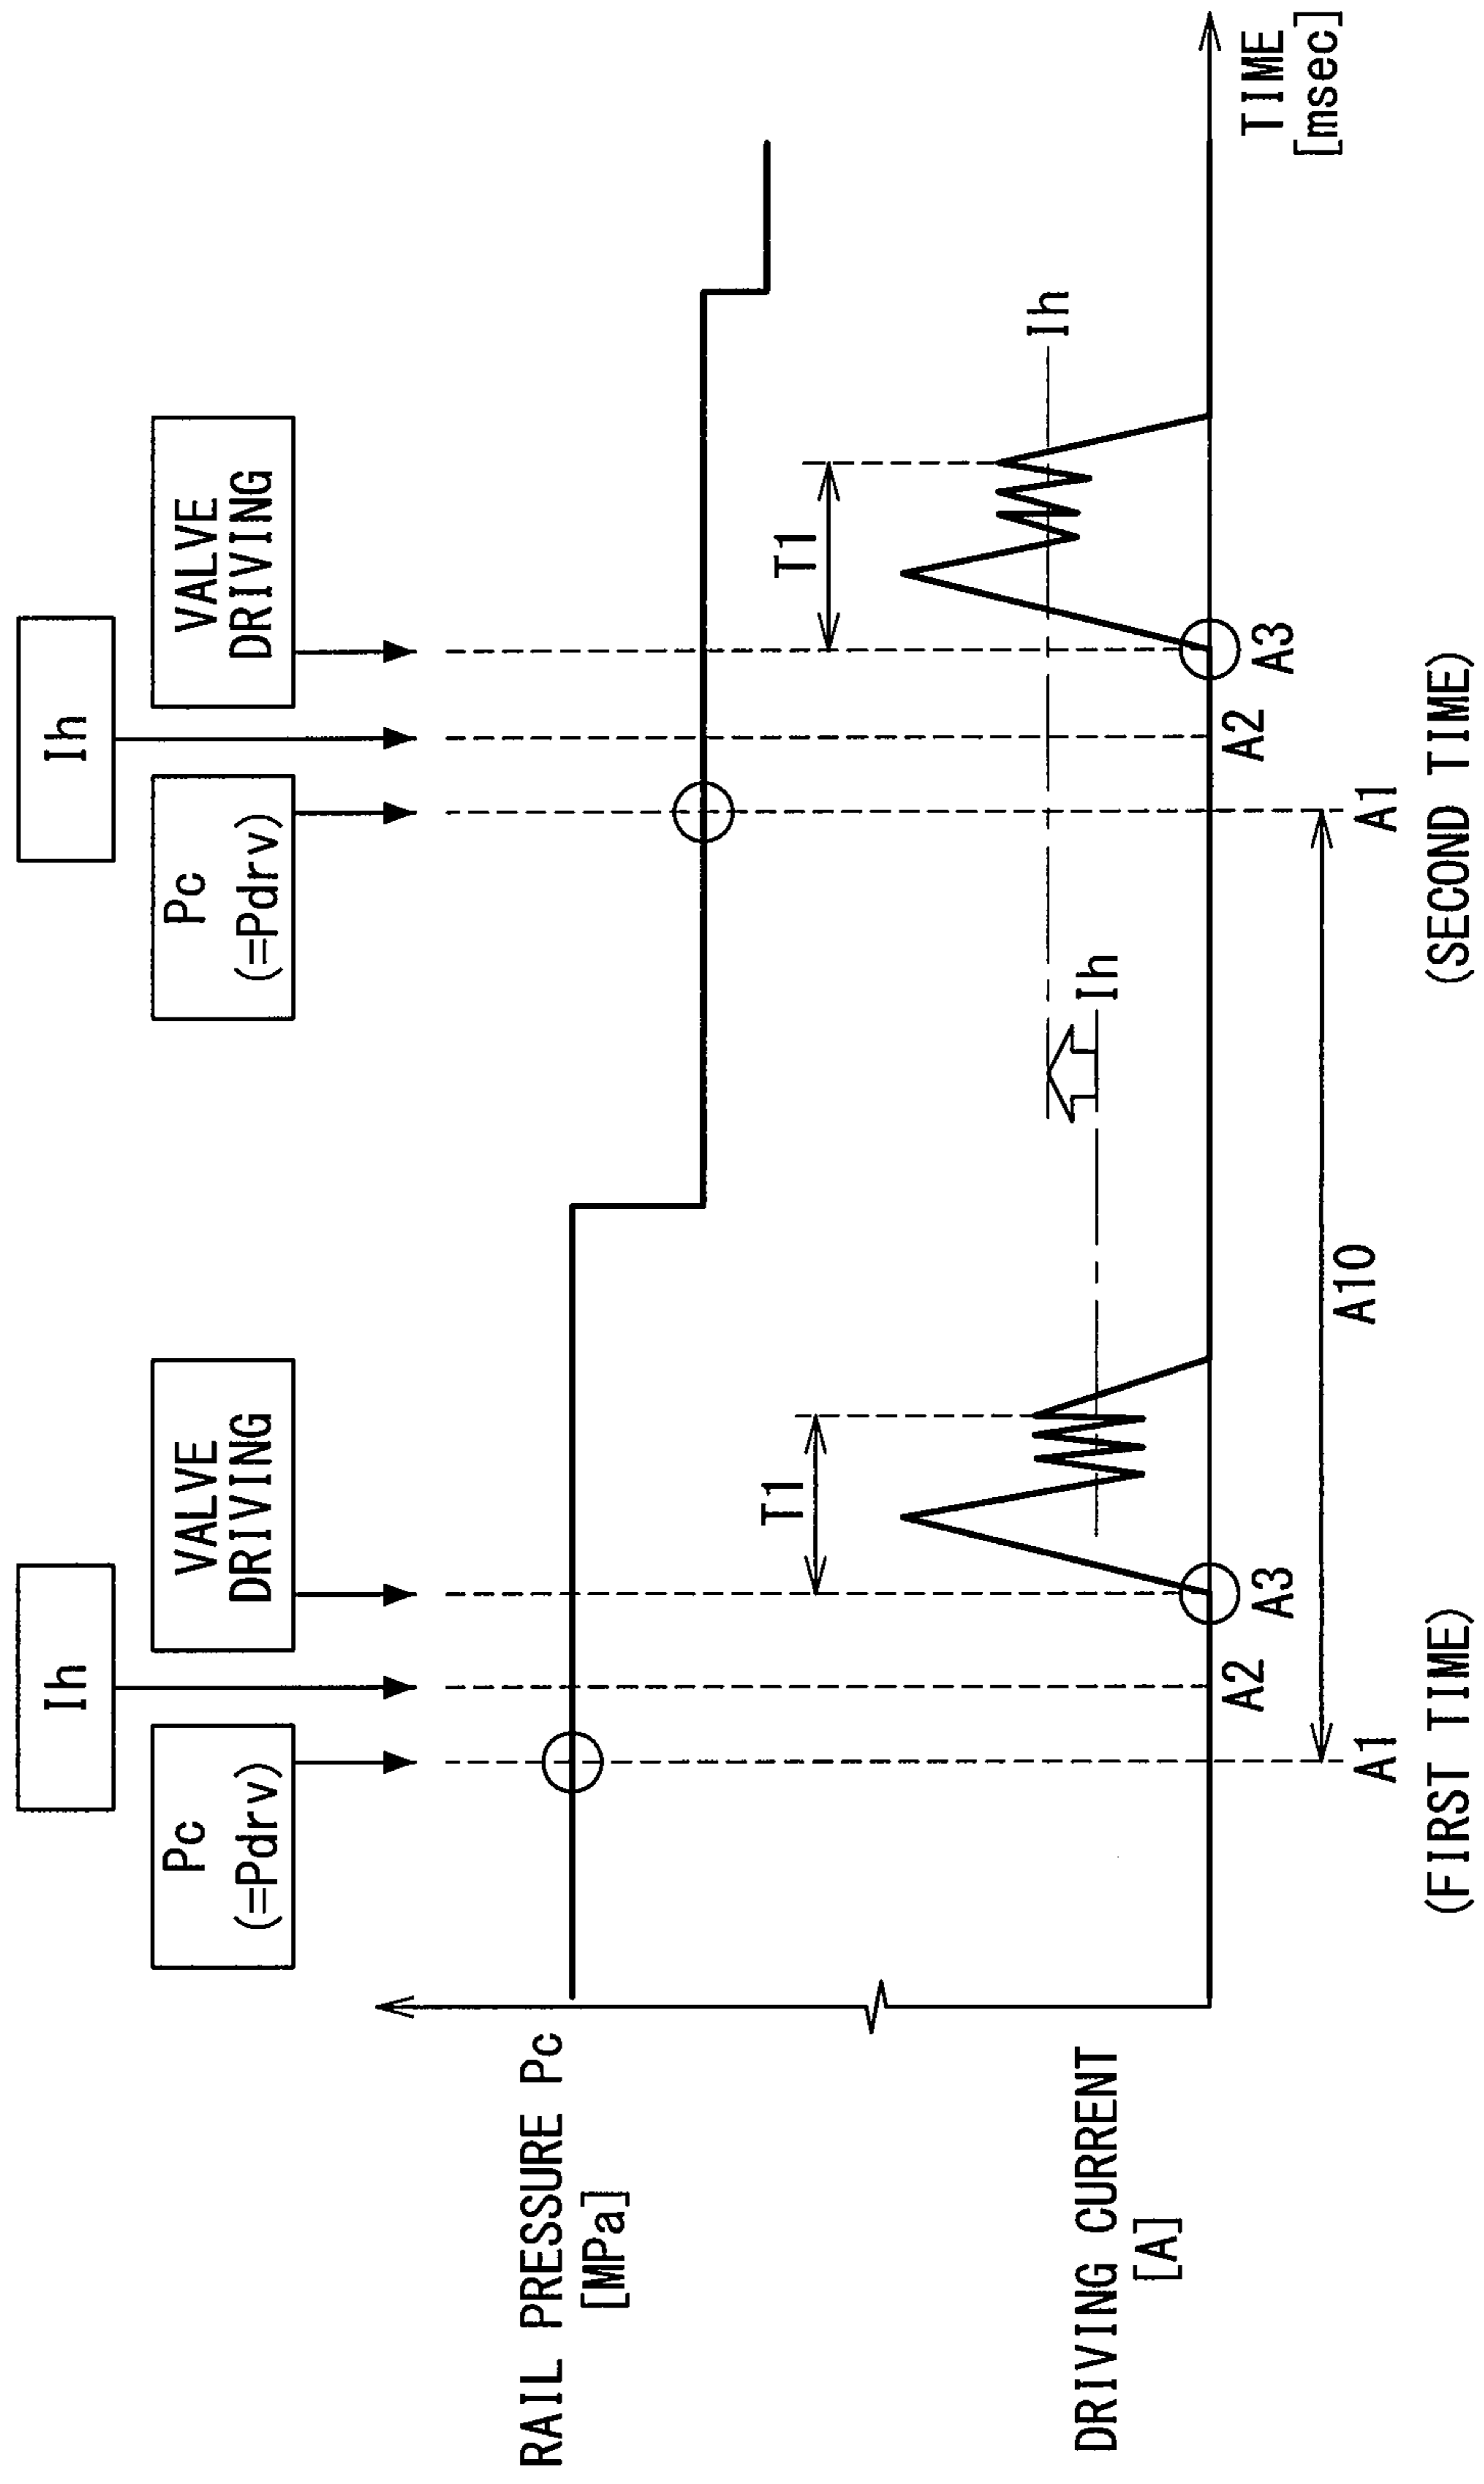 Ih
Ih
Pc
(=Pdrv)
VALVE
DRIVING
Pc
(=Pdrv)
VALVE
DRIVING
RAIL PRESSURE Pc
[MPa]
T1
T1
Ih
Ih
DRIVING CURRENT
[A]
A2
A3
A2
A3
TIME
[msec]
A10
A1
A1
(FIRST TIME)
(SECOND TIME)